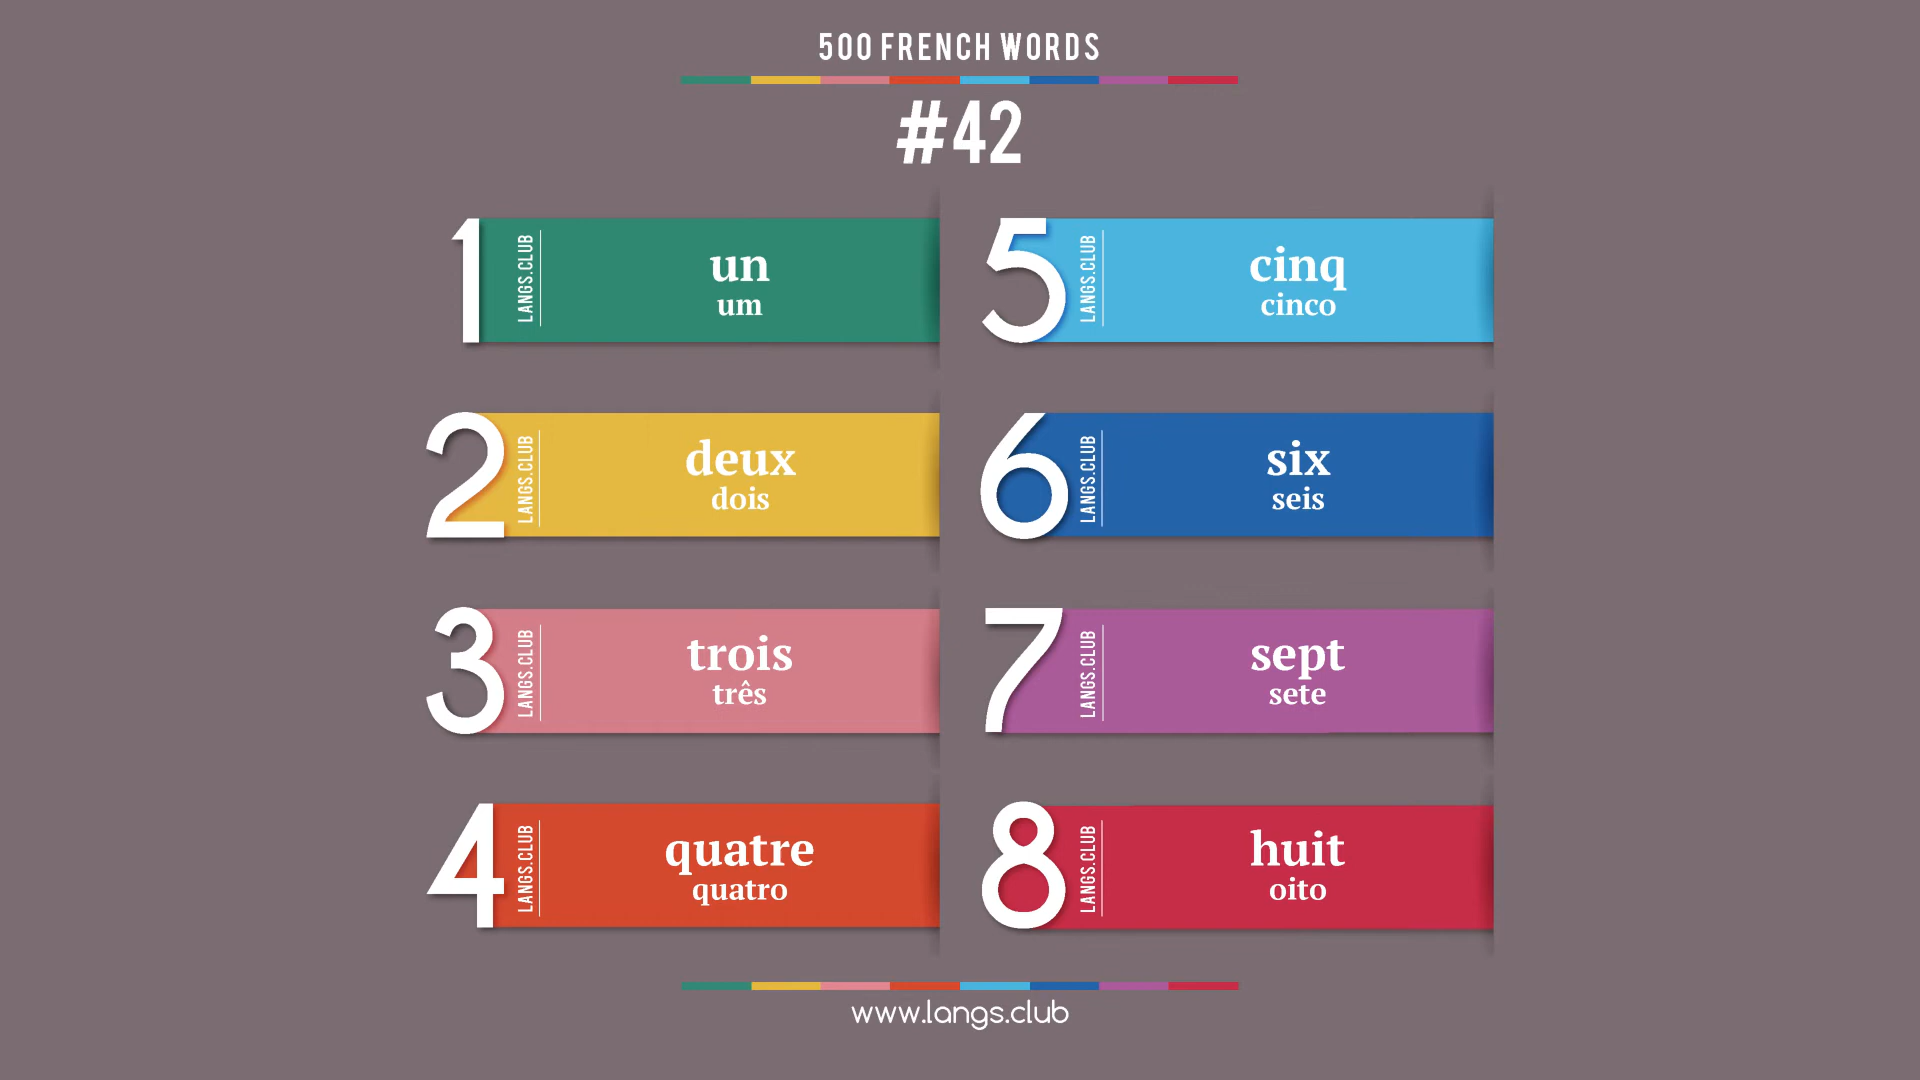 500 FRENCH WORDS
#42
1
LANGS.CLUB
un
um
2
LANGS.CLUB
deux
dois
3
LANGS.CLUB
trois
três
4
LANGS.CLUB
quatre
quatro
5
LANGS.CLUB
cinq
cinco
6
LANGS.CLUB
six
seis
7
LANGS.CLUB
sept
sete
8
LANGS.CLUB
huit
oito
www.langs.club